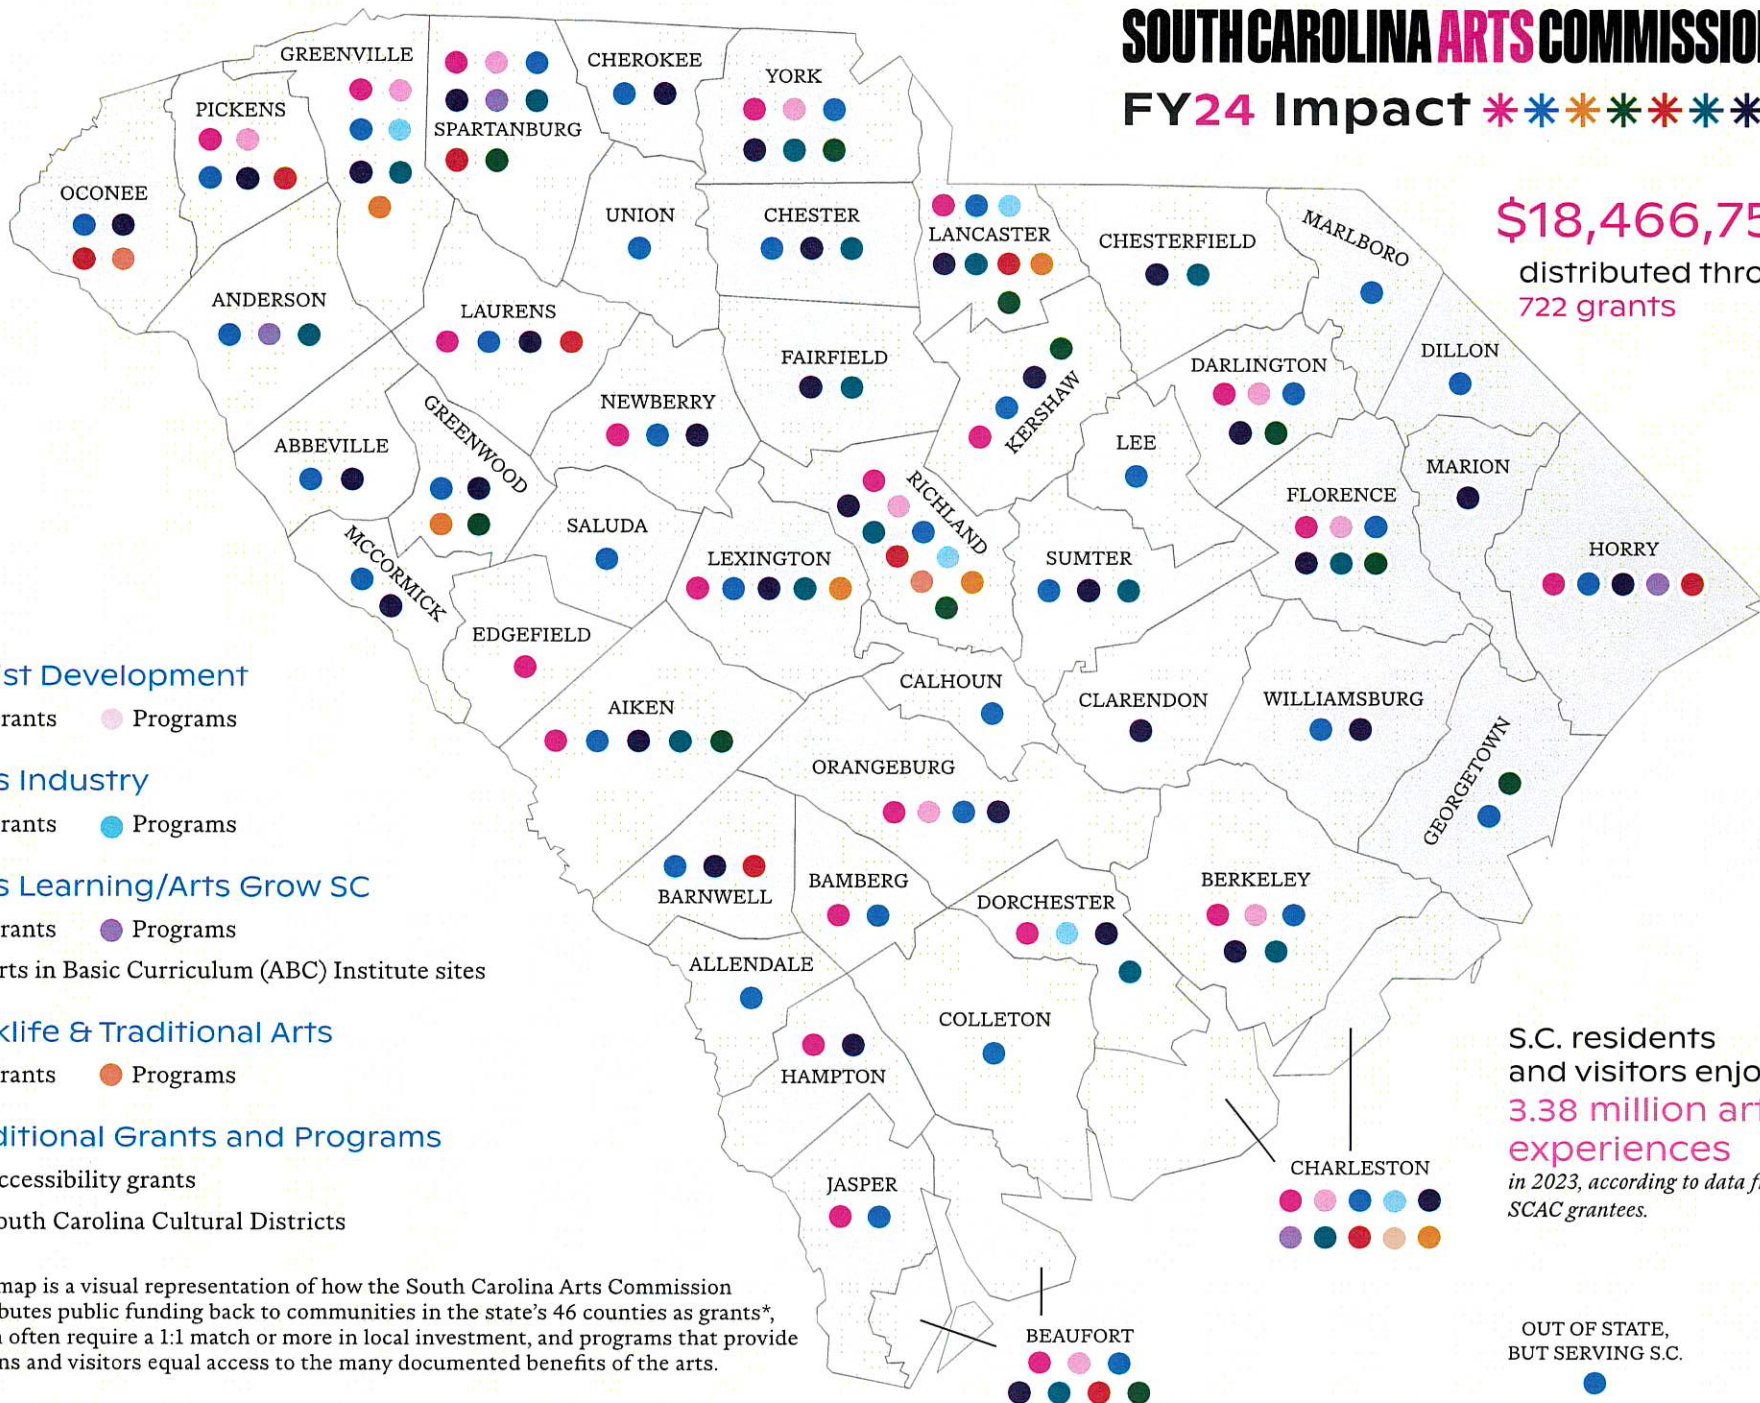 SOUTH CAROLINA ARTS COMMISSION
FY24 Impact
$18,466,75
distributed thro
722 grants
GREENVILLE
CHEROKEE
YORK
PICKENS
SPARTANBURG
OCONEE
UNION
CHESTER
LANCASTER
CHESTERFIELD
MARLBORO
ANDERSON
LAURENS
FAIRFIELD
DARLINGTON
DILLON
KERSHAW
NEWBERRY
GREENWOOD
ABBEVILLE
LEE
MARION
RICHLAND
FLORENCE
SALUDA
MCCORMICK
LEXINGTON
SUMTER
HORRY
EDGEFIELD
CALHOUN
AIKEN
CLARENDON
WILLIAMSBURG
ORANGEBURG
GEORGETOWN
BARNWELL
BAMBERG
DORCHESTER
BERKELEY
ALLENDALE
COLLETON
HAMPTON
JASPER
CHARLESTON
BEAUFORT
ist Development
rants Programs
s Industry
rants Programs
s Learning/Arts Grow SC
rants Programs
rts in Basic Curriculum (ABC) Institute sites
klife & Traditional Arts
rants Programs
ditional Grants and Programs
ccessibility grants
outh Carolina Cultural Districts
map is a visual representation of how the South Carolina Arts Commission
ibutes public funding back to communities in the state's 46 counties as grants*,
h often require a 1:1 match or more in local investment, and programs that provide
ns and visitors equal access to the many documented benefits of the arts.
S.C. residents
and visitors enjo
3.38 million art
experiences
in 2023, according to data f
SCAC grantees.
OUT OF STATE,
BUT SERVING S.C.